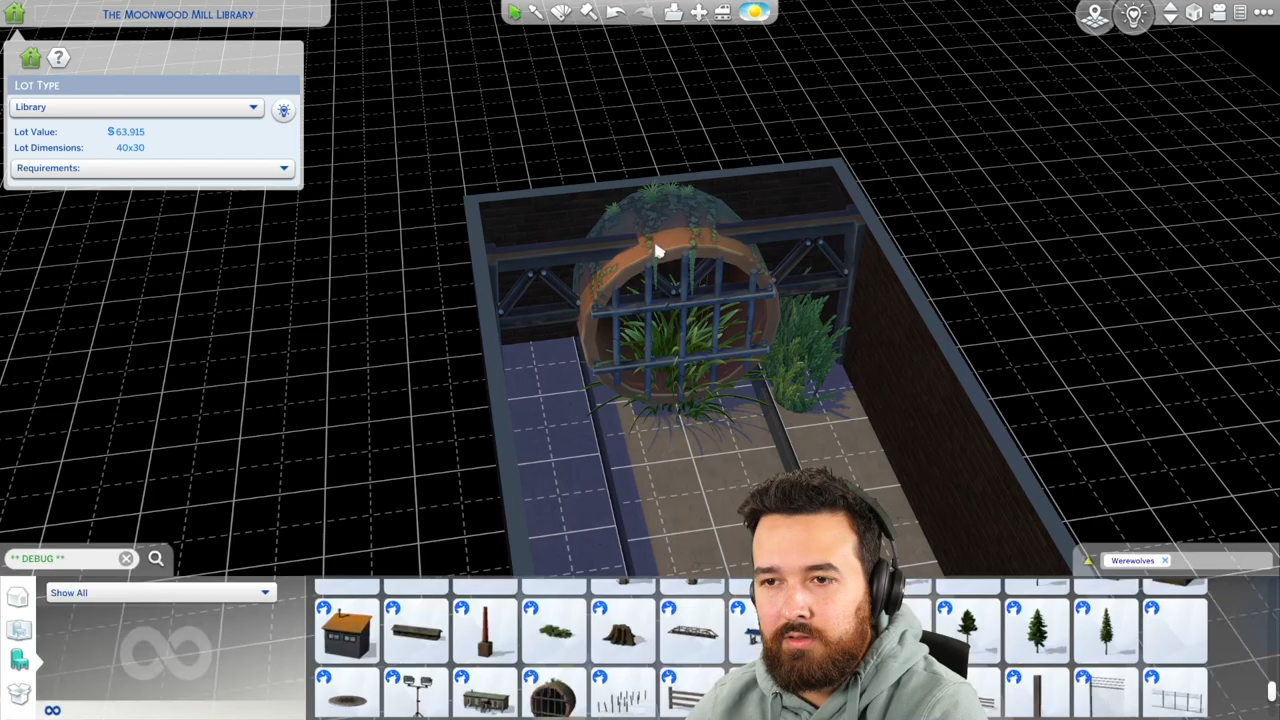 The Moonwood Mill Library
Lot Type
Library
Lot Value: §63,915
Lot Dimensions: 40x30
Requirements:
** DEBUG **
Werewolves
Show All